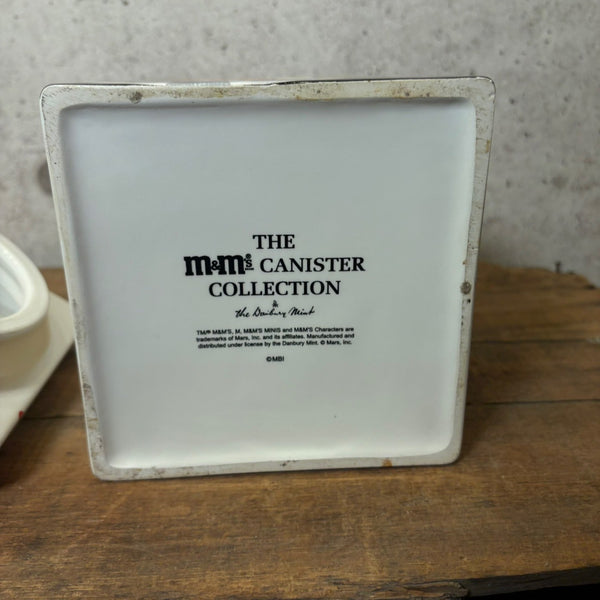 THE
m&m's CANISTER
COLLECTION
&
the Danbury Mint
TM/® M&M'S, M, M&M'S MINIS and M&M'S Characters are
trademarks of Mars, Inc. and its affiliates. Manufactured and
distributed under license by the Danbury Mint. © Mars, Inc.
©MBI